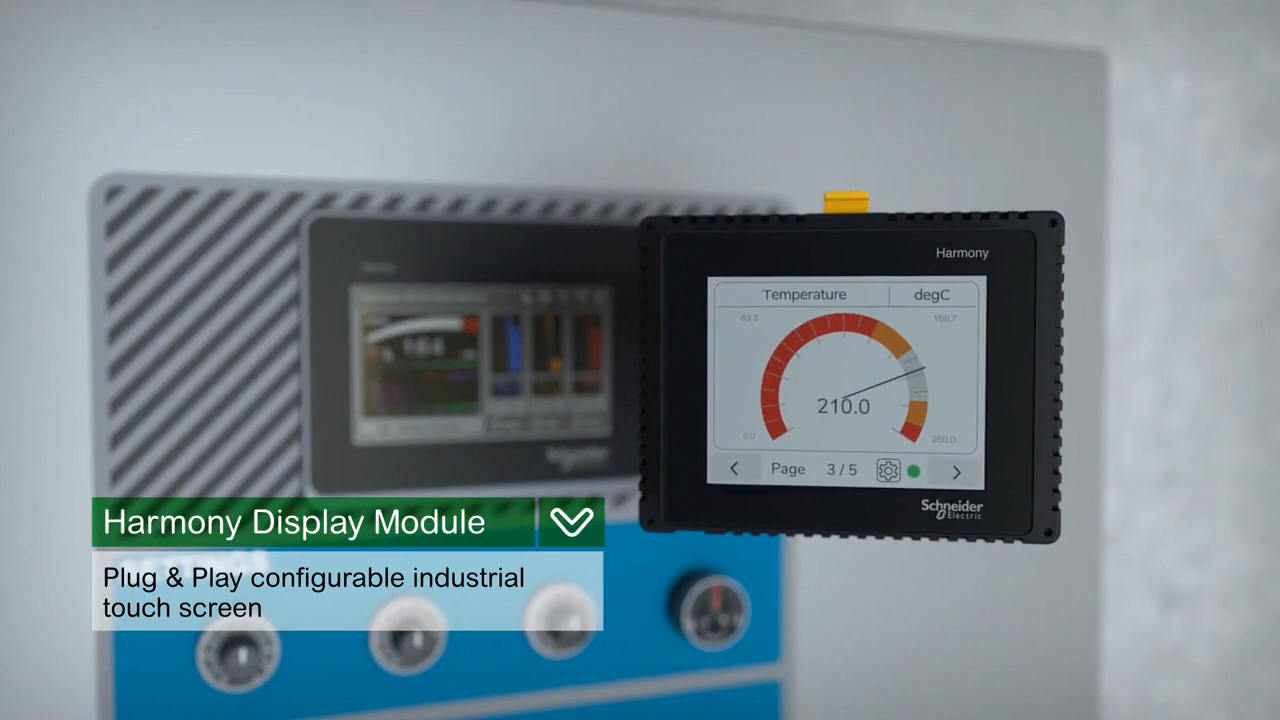 Harmony
Temperature degC
83.3 166.7
210.0
0.0 250.0
Page 3 / 5
Schneider
Electric
164
Harmony Display Module
Plug & Play configurable industrial
touch screen